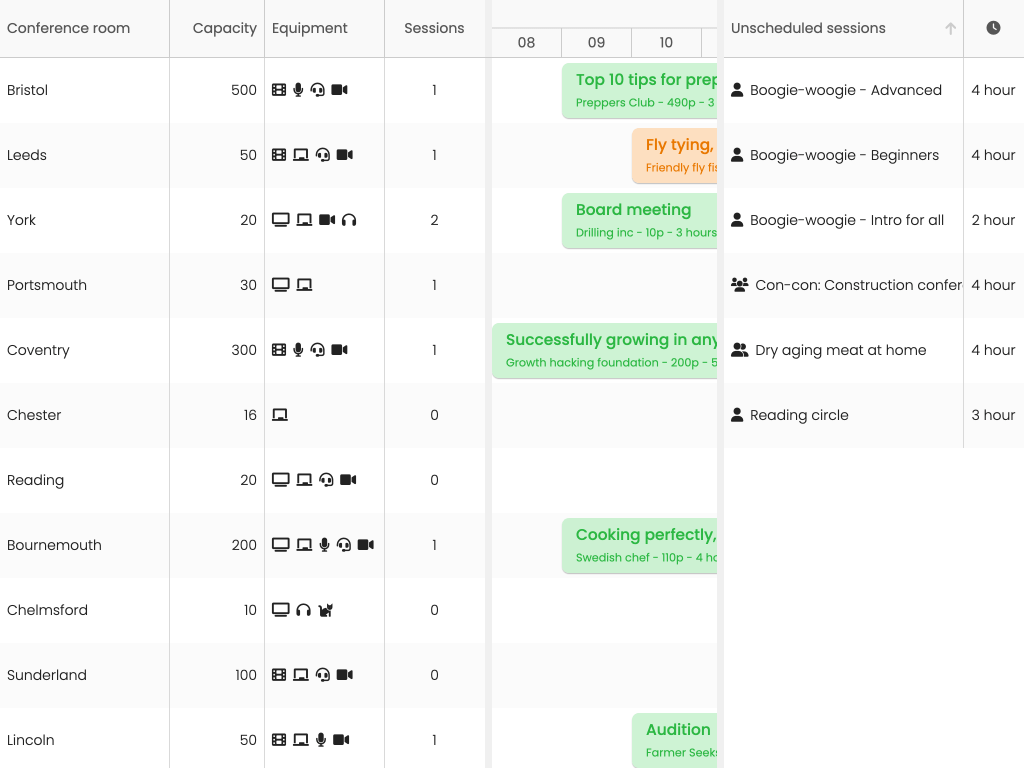 Conference room Capacity Equipment Sessions Unscheduled sessions
08 09 10
Bristol 500 1
Top 10 tips for prep
Preppers Club - 490p - 3
Boogie-woogie - Advanced 4 hour
Leeds 50 1
Fly tying,
Friendly fly fis
Boogie-woogie - Beginners 4 hour
York 20 2
Board meeting
Drilling inc - 10p - 3 hours
Boogie-woogie - Intro for all 2 hour
Portsmouth 30 1
Con-con: Construction confer 4 hour
Coventry 300 1
Successfully growing in any
Growth hacking foundation - 200p - 5
Dry aging meat at home 4 hour
Chester 16 0
Reading circle 3 hour
Reading 20 0
Bournemouth 200 1
Cooking perfectly,
Swedish chef - 110p - 4 ho
Chelmsford 10 0
Sunderland 100 0
Lincoln 50 1
Audition
Farmer Seeks